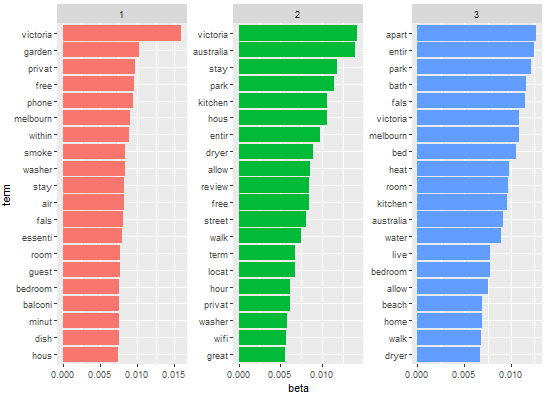 1
2
3
term
victoria
garden
privat
free
phone
melbourn
within
smoke
washer
stay
air
fals
essenti
room
guest
bedroom
balconi
minut
dish
hous
0.000
0.005
0.010
0.015
victoria
australia
stay
park
kitchen
hous
entir
dryer
allow
review
free
street
walk
term
locat
hour
privat
washer
wifi
great
0.000
0.005
0.010
apart
entir
park
bath
fals
victoria
melbourn
bed
heat
room
kitchen
australia
water
live
bedroom
allow
beach
home
walk
dryer
0.000
0.005
0.010
beta